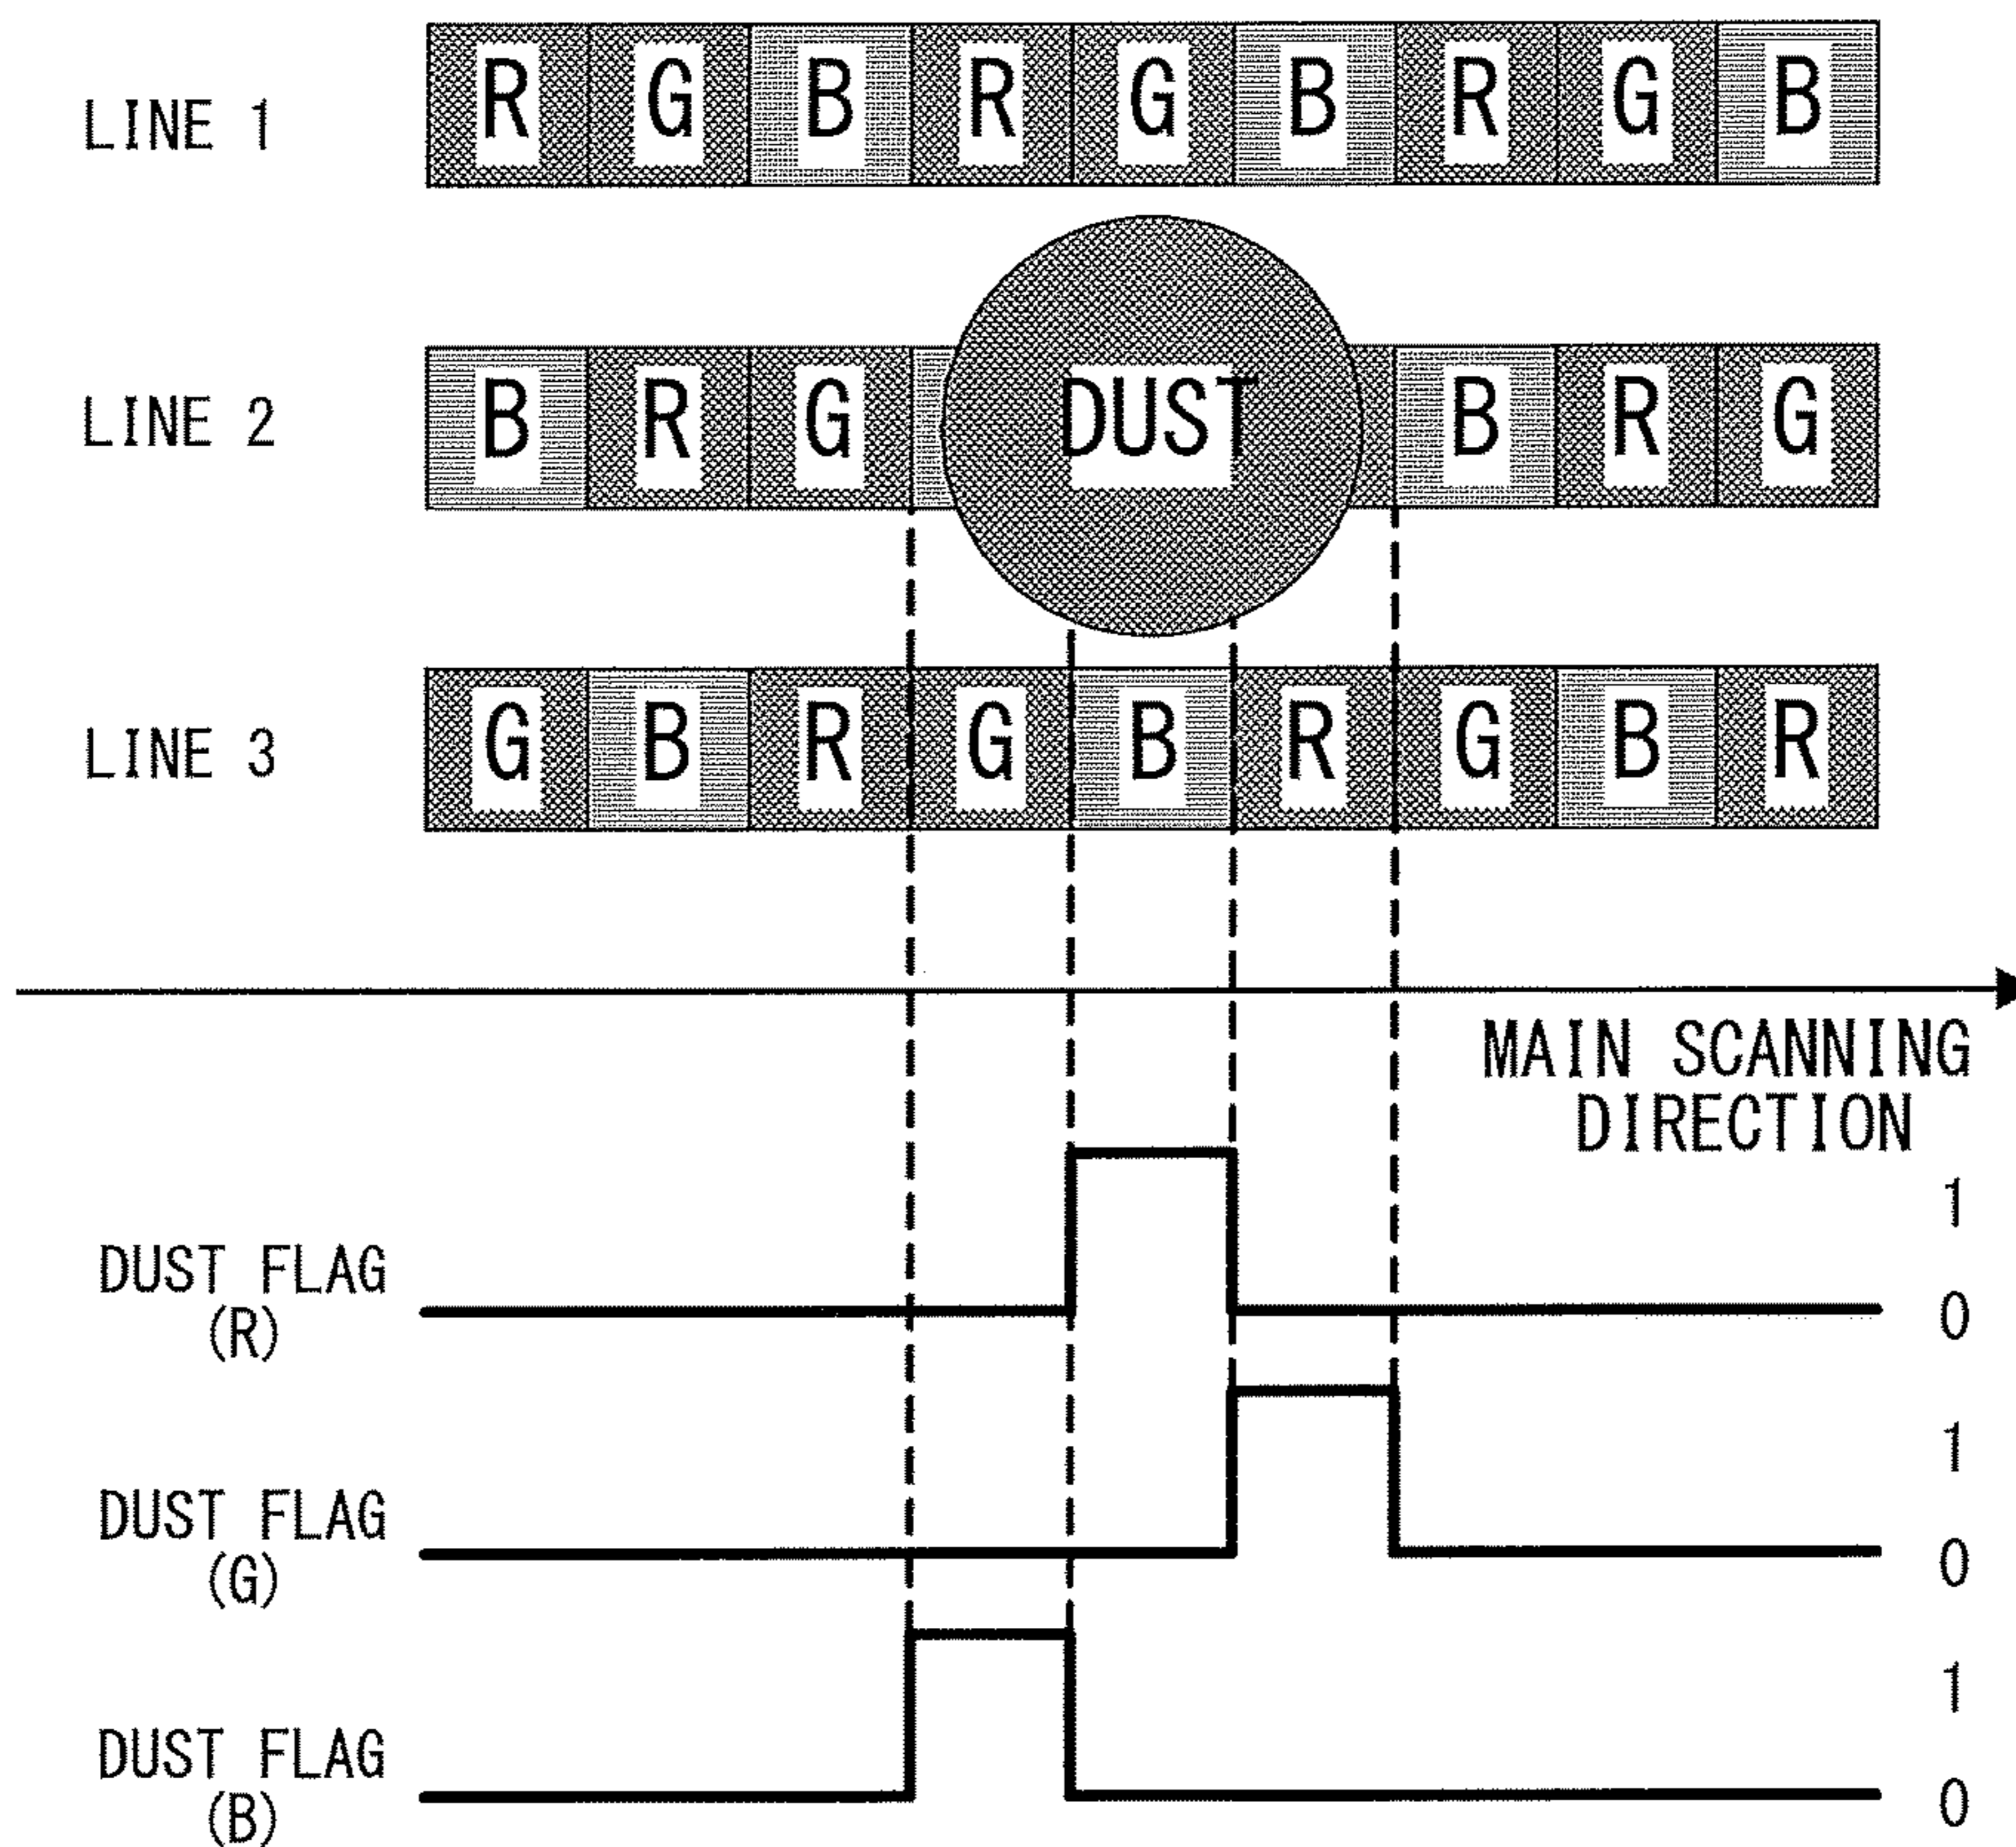 LINE 1 R G B R G B R G B
LINE 2 B R G DUST B R G
LINE 3 G B R G B R G B R
MAIN SCANNING
DIRECTION
1
DUST FLAG
(R)
0
1
DUST FLAG
(G)
0
1
DUST FLAG
(B)
0